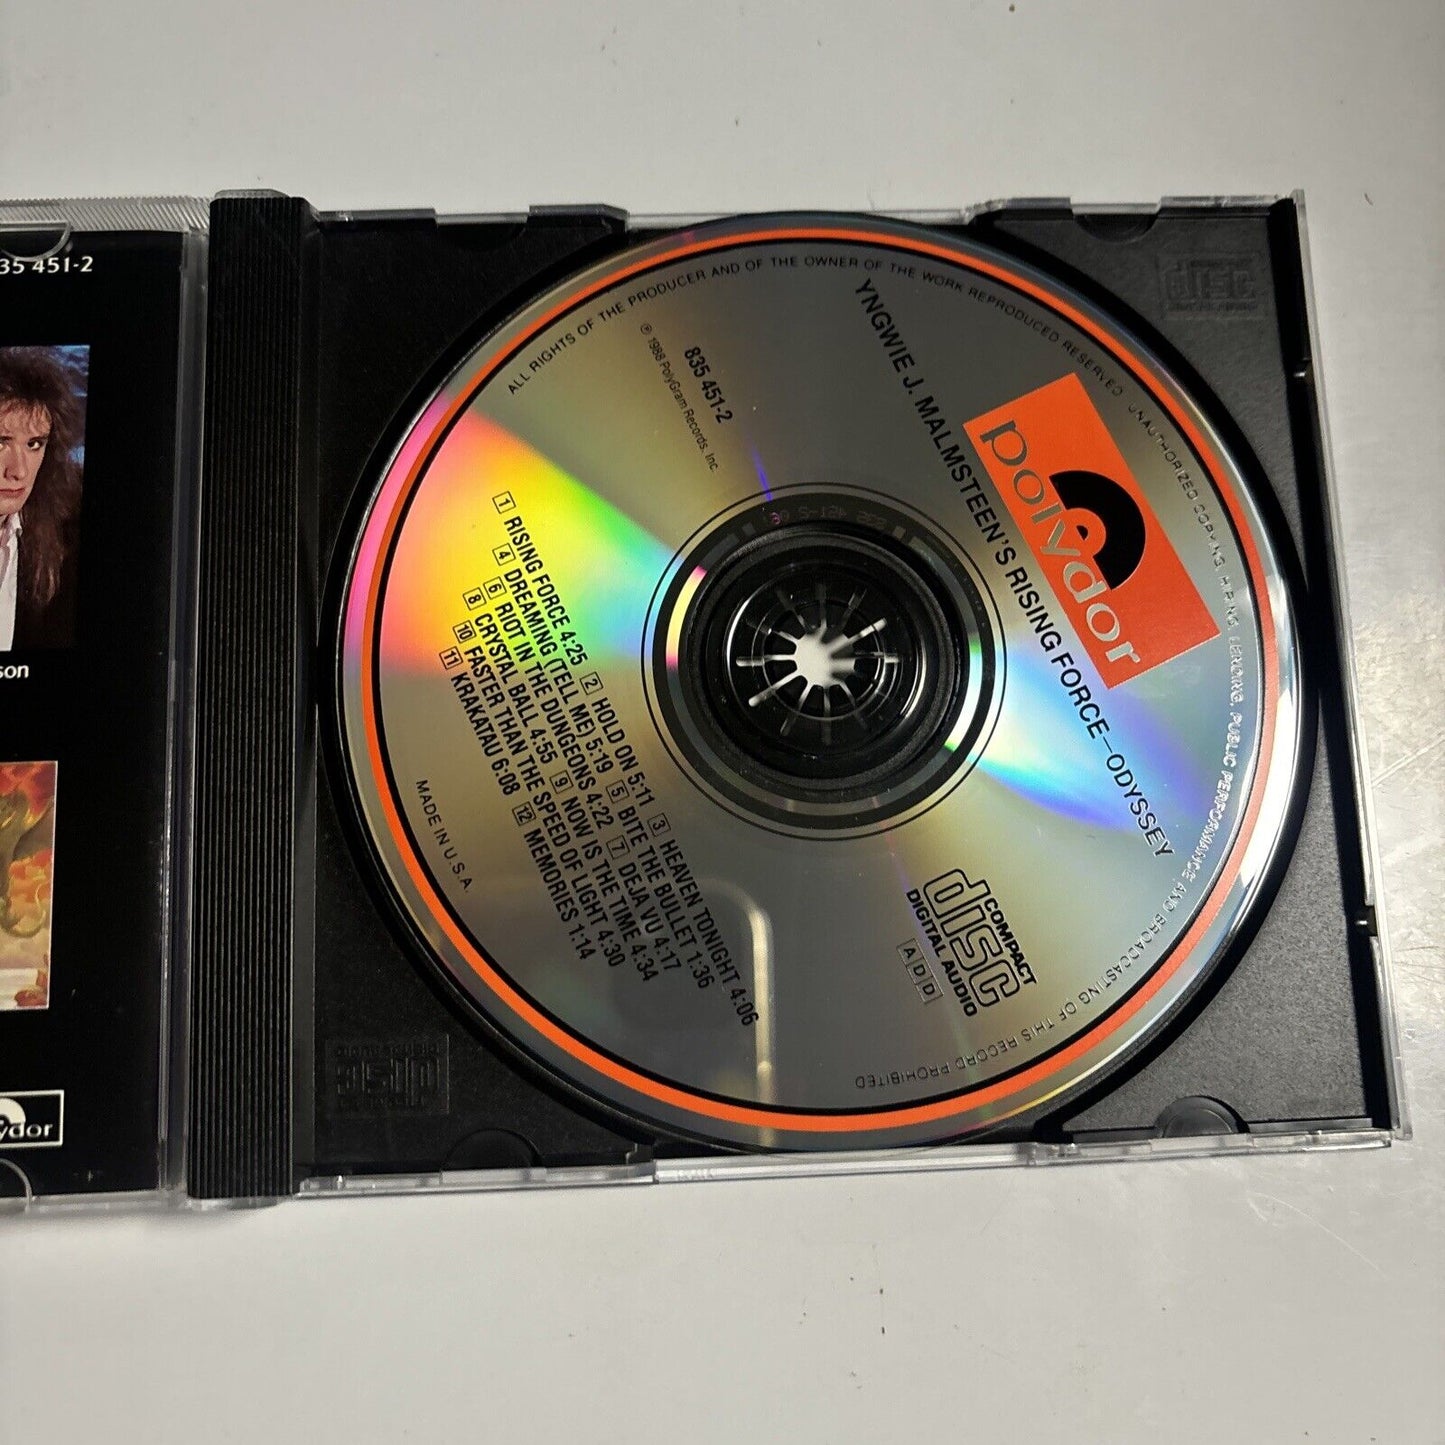 35 451-2
son
ydor
ALL RIGHTS OF THE PRODUCER AND OF THE OWNER OF THE WORK REPRODUCED RESERVED. UNAUTHORIZED COPYING, HIRING, LENDING, PUBLIC PERFORMANCE AND BROADCASTING OF THIS RECORD PROHIBITED
YNGWIE J. MALMSTEEN'S RISING FORCE—ODYSSEY
polydor
835 451-2
℗ 1988 PolyGram Records, Inc.
COMPACT
disc
DIGITAL AUDIO
A D D
1 RISING FORCE 4:25 2 HOLD ON 5:11 3 HEAVEN TONIGHT 4:06
4 DREAMING (TELL ME) 5:19 5 BITE THE BULLET 1:36
6 RIOT IN THE DUNGEONS 4:22 7 DEJA VU 4:17
8 CRYSTAL BALL 4:55 9 NOW IS THE TIME 4:34
10 FASTER THAN THE SPEED OF LIGHT 4:30
11 KRAKATAU 6:08 12 MEMORIES 1:14
MADE IN U.S.A.
disc
disc